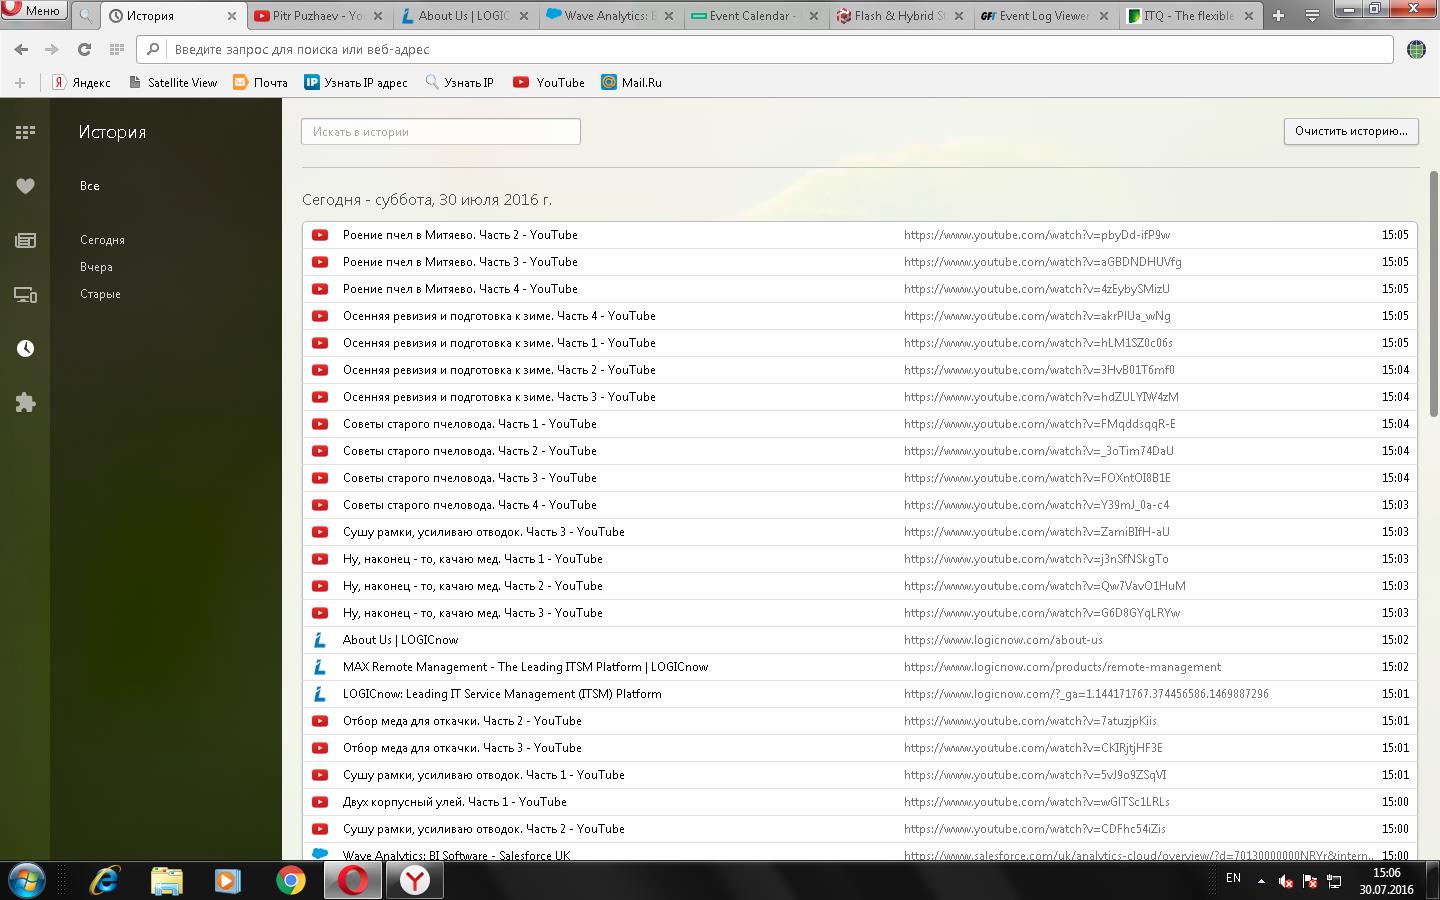 Меню
История
Pitr Puzhaev - You
About Us | LOGIC
Wave Analytics: B
Event Calendar -
Flash & Hybrid St
Event Log Viewer
ITQ - The flexible
Введите запрос для поиска или веб-адрес
Яндекс
Satellite View
Почта
IP
Узнать IP адрес
Узнать IP
YouTube
Mail.Ru
История
Все
Сегодня
Вчера
Старые
Искать в истории
Очистить историю...
Сегодня - суббота, 30 июля 2016 г.
Роение пчел в Митяево. Часть 2 - YouTube https://www.youtube.com/watch?v=pbyDd-ifP9w 15:05
Роение пчел в Митяево. Часть 3 - YouTube https://www.youtube.com/watch?v=aGBDNDHUVfg 15:05
Роение пчел в Митяево. Часть 4 - YouTube https://www.youtube.com/watch?v=4zEybySMizU 15:05
Осенняя ревизия и подготовка к зиме. Часть 4 - YouTube https://www.youtube.com/watch?v=akrPlUa_wNg 15:05
Осенняя ревизия и подготовка к зиме. Часть 1 - YouTube https://www.youtube.com/watch?v=hLM1SZ0c06s 15:05
Осенняя ревизия и подготовка к зиме. Часть 2 - YouTube https://www.youtube.com/watch?v=3HvB01T6mf0 15:04
Осенняя ревизия и подготовка к зиме. Часть 3 - YouTube https://www.youtube.com/watch?v=hdZULYIW4zM 15:04
Советы старого пчеловода. Часть 1 - YouTube https://www.youtube.com/watch?v=FMqddsqqR-E 15:04
Советы старого пчеловода. Часть 2 - YouTube https://www.youtube.com/watch?v=_3oTim74DaU 15:04
Советы старого пчеловода. Часть 3 - YouTube https://www.youtube.com/watch?v=FOXntOI8B1E 15:04
Советы старого пчеловода. Часть 4 - YouTube https://www.youtube.com/watch?v=Y39mJ_0a-c4 15:03
Сушу рамки, усиливаю отводок. Часть 3 - YouTube https://www.youtube.com/watch?v=ZamiBIfH-aU 15:03
Ну, наконец - то, качаю мед. Часть 1 - YouTube https://www.youtube.com/watch?v=j3nSfNSkgTo 15:03
Ну, наконец - то, качаю мед. Часть 2 - YouTube https://www.youtube.com/watch?v=Qw7VavO1HuM 15:03
Ну, наконец - то, качаю мед. Часть 3 - YouTube https://www.youtube.com/watch?v=G6D8GYqLRYw 15:03
About Us | LOGICnow https://www.logicnow.com/about-us 15:02
MAX Remote Management - The Leading ITSM Platform | LOGICnow https://www.logicnow.com/products/remote-management 15:02
LOGICnow: Leading IT Service Management (ITSM) Platform https://www.logicnow.com/?_ga=1.144171767.374456586.1469887296 15:01
Отбор меда для откачки. Часть 2 - YouTube https://www.youtube.com/watch?v=7atuzjpKiis 15:01
Отбор меда для откачки. Часть 3 - YouTube https://www.youtube.com/watch?v=CKIRjtjHF3E 15:01
Сушу рамки, усиливаю отводок. Часть 1 - YouTube https://www.youtube.com/watch?v=5vJ9o9ZSqVI 15:01
Двух корпусный улей. Часть 1 - YouTube https://www.youtube.com/watch?v=wGlTSc1LRLs 15:00
Сушу рамки, усиливаю отводок. Часть 2 - YouTube https://www.youtube.com/watch?v=CDFhc54iZis 15:00
Wave Analytics: BI Software - Salesforce UK https://www.salesforce.com/uk/analytics-cloud/overview/?d=70130000000NRYr&intern... 15:00
EN
15:06
30.07.2016